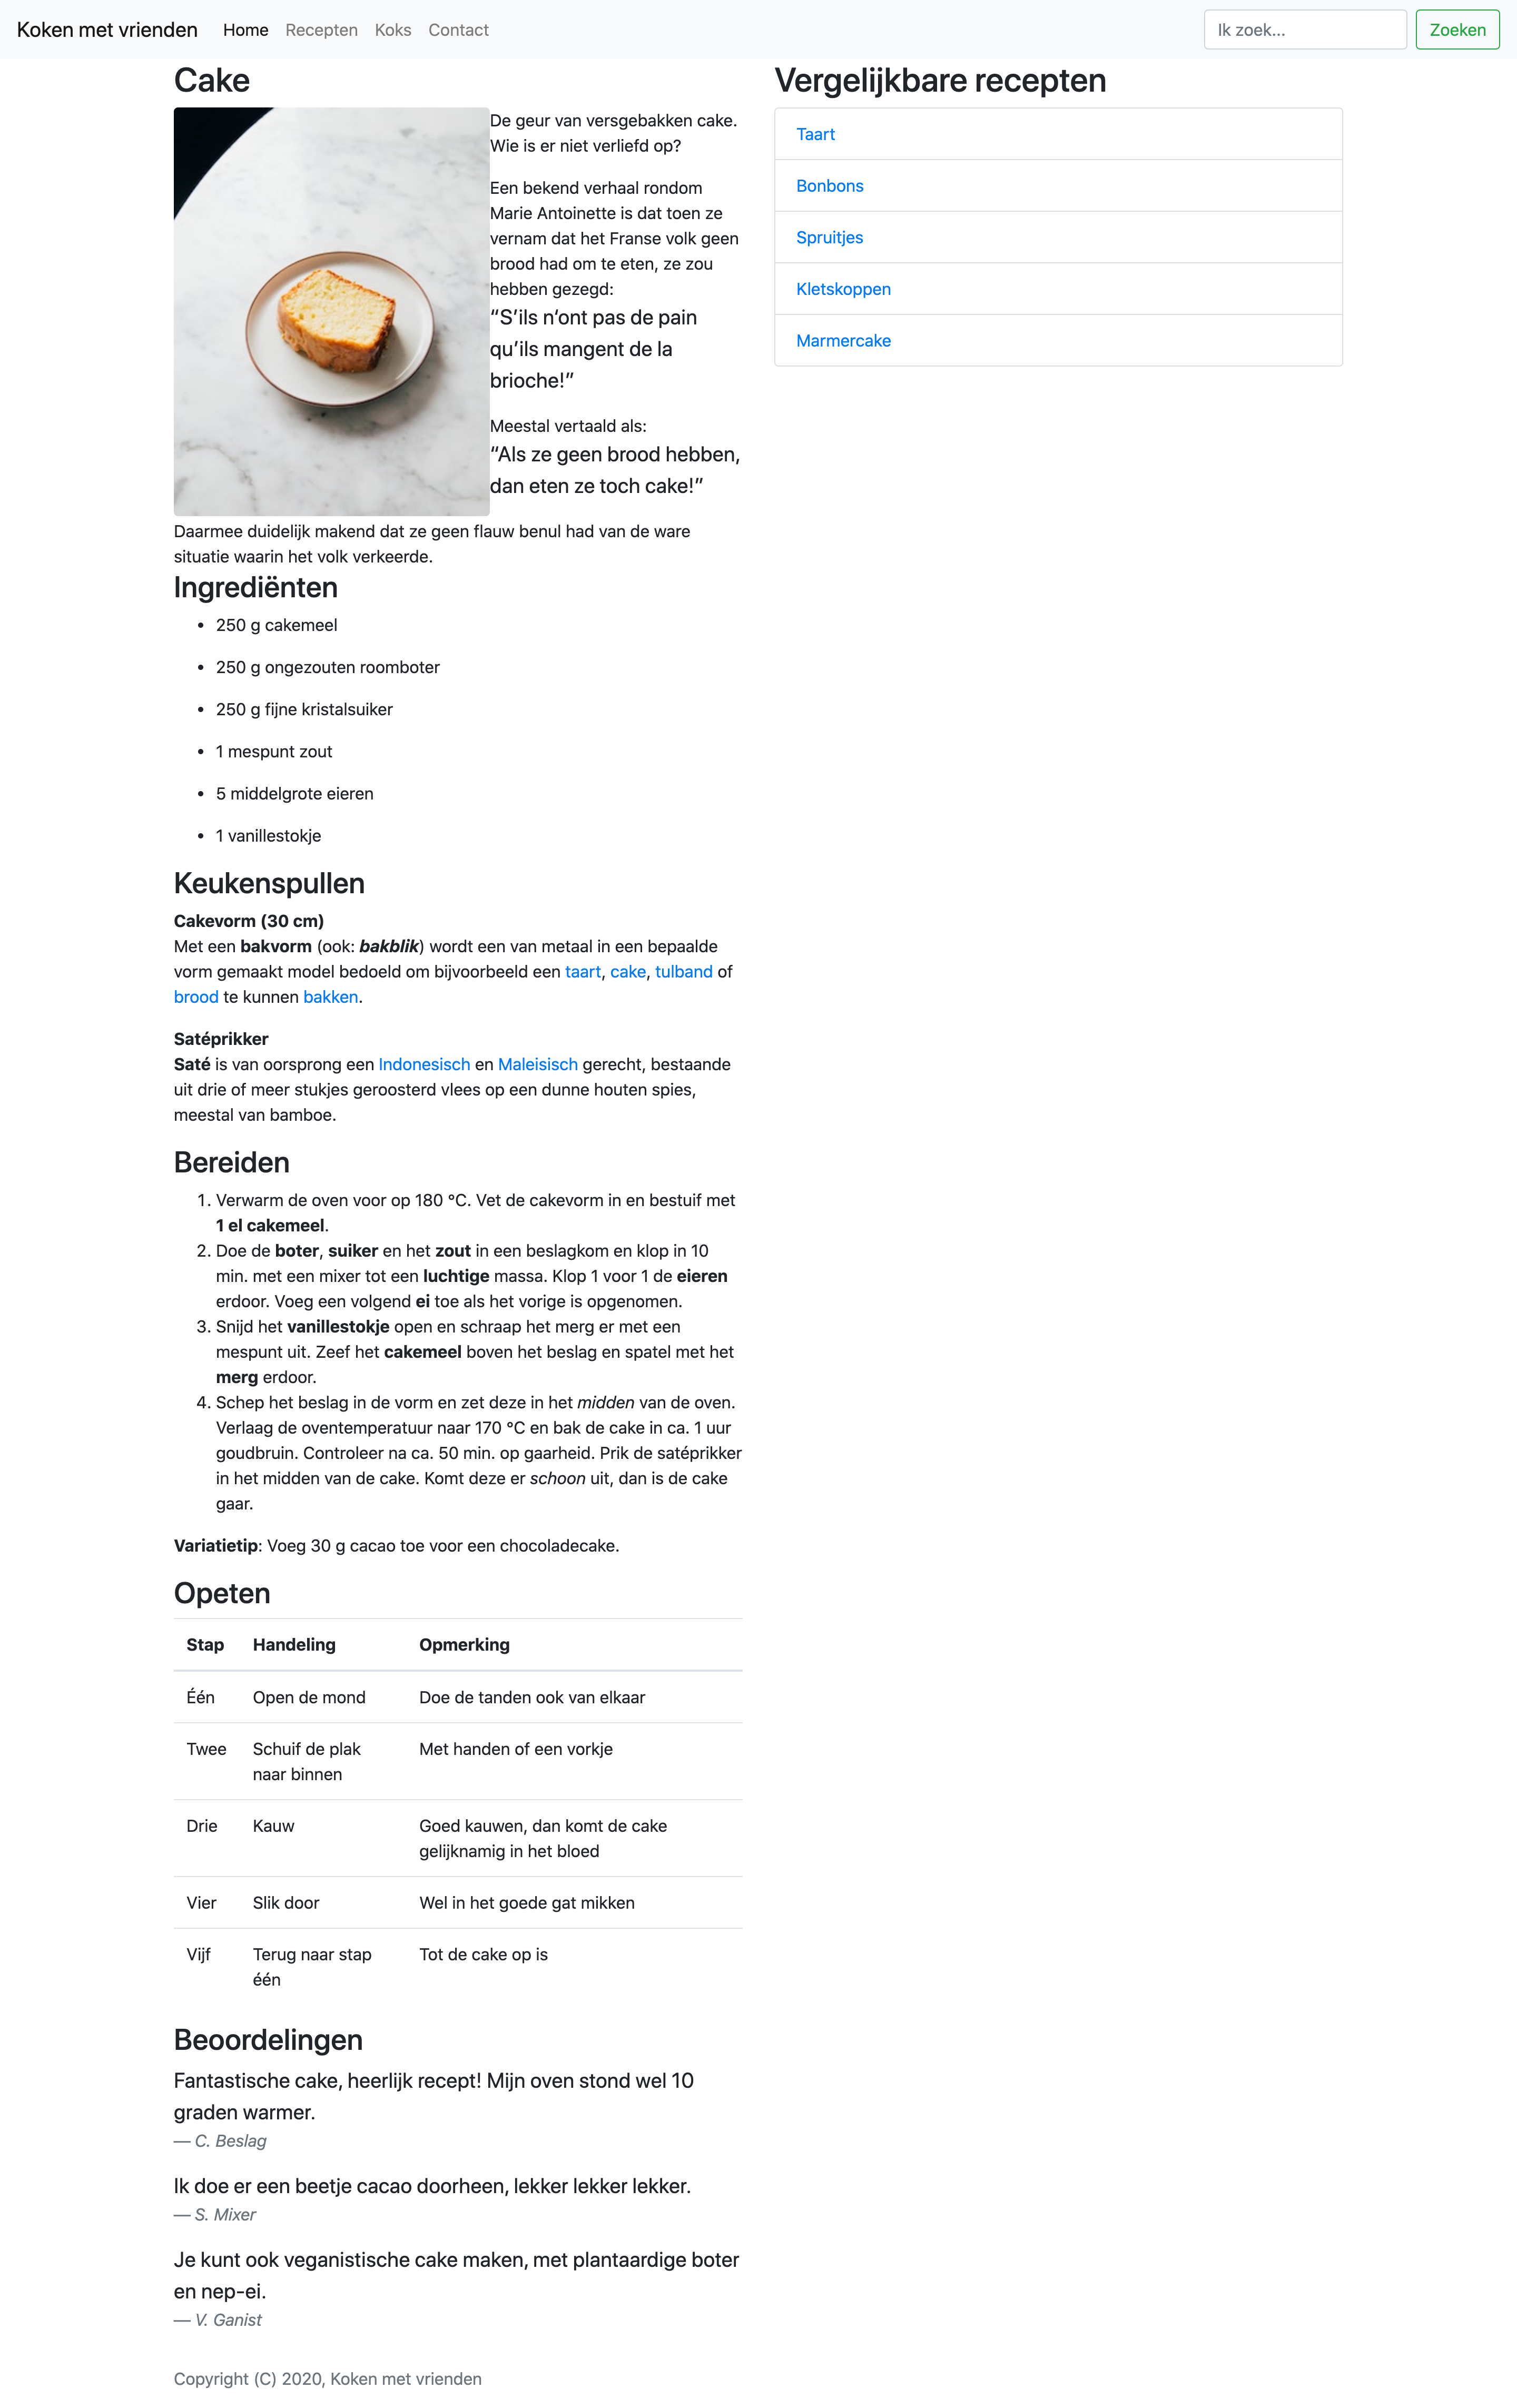 Koken met vrienden Home Recepten Koks Contact Ik zoek... Zoeken
Cake
De geur van versgebakken cake.
Wie is er niet verliefd op?
Een bekend verhaal rondom
Marie Antoinette is dat toen ze
vernam dat het Franse volk geen
brood had om te eten, ze zou
hebben gezegd:
“S’ils n’ont pas de pain
qu’ils mangent de la
brioche!”
Meestal vertaald als:
“Als ze geen brood hebben,
dan eten ze toch cake!”
Daarmee duidelijk makend dat ze geen flauw benul had van de ware
situatie waarin het volk verkeerde.
Ingrediënten
• 250 g cakemeel
• 250 g ongezouten roomboter
• 250 g fijne kristalsuiker
• 1 mespunt zout
• 5 middelgrote eieren
• 1 vanillestokje
Keukenspullen
Cakevorm (30 cm)
Met een bakvorm (ook: bakblik) wordt een van metaal in een bepaalde
vorm gemaakt model bedoeld om bijvoorbeeld een taart, cake, tulband of
brood te kunnen bakken.
Satéprikker
Saté is van oorsprong een Indonesisch en Maleisisch gerecht, bestaande
uit drie of meer stukjes geroosterd vlees op een dunne houten spies,
meestal van bamboe.
Bereiden
1. Verwarm de oven voor op 180 °C. Vet de cakevorm in en bestuif met
1 el cakemeel.
2. Doe de boter, suiker en het zout in een beslagkom en klop in 10
min. met een mixer tot een luchtige massa. Klop 1 voor 1 de eieren
erdoor. Voeg een volgend ei toe als het vorige is opgenomen.
3. Snijd het vanillestokje open en schraap het merg er met een
mespunt uit. Zeef het cakemeel boven het beslag en spatel met het
merg erdoor.
4. Schep het beslag in de vorm en zet deze in het midden van de oven.
Verlaag de oventemperatuur naar 170 °C en bak de cake in ca. 1 uur
goudbruin. Controleer na ca. 50 min. op gaarheid. Prik de satéprikker
in het midden van de cake. Komt deze er schoon uit, dan is de cake
gaar.
Variatietip: Voeg 30 g cacao toe voor een chocoladecake.
Opeten
Stap Handeling Opmerking
Één Open de mond Doe de tanden ook van elkaar
Twee Schuif de plak Met handen of een vorkje
naar binnen
Drie Kauw Goed kauwen, dan komt de cake
gelijknamig in het bloed
Vier Slik door Wel in het goede gat mikken
Vijf Terug naar stap Tot de cake op is
één
Beoordelingen
Fantastische cake, heerlijk recept! Mijn oven stond wel 10
graden warmer.
— C. Beslag
Ik doe er een beetje cacao doorheen, lekker lekker lekker.
— S. Mixer
Je kunt ook veganistische cake maken, met plantaardige boter
en nep-ei.
— V. Ganist
Vergelijkbare recepten
Taart
Bonbons
Spruitjes
Kletskoppen
Marmercake
Copyright (C) 2020, Koken met vrienden